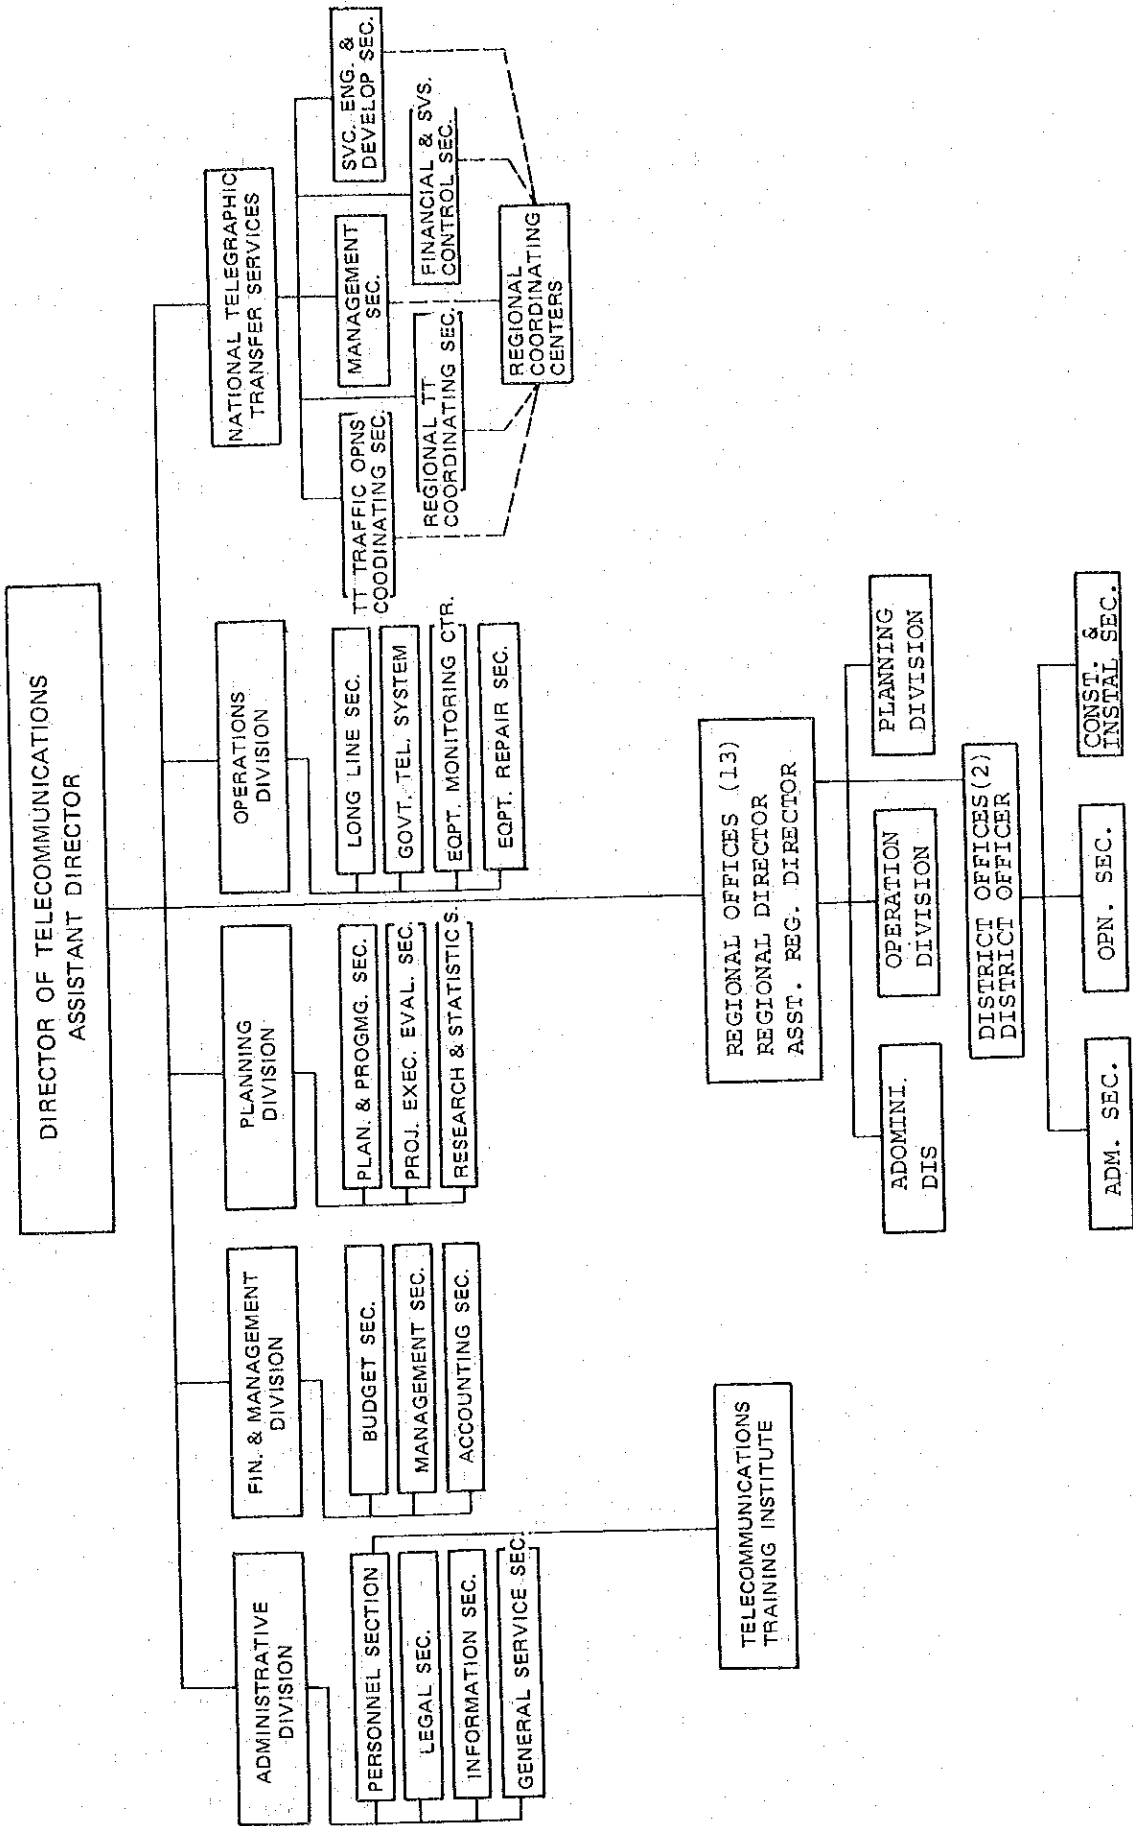 DIRECTOR OF TELECOMMUNICATIONS
ASSISTANT DIRECTOR
ADMINISTRATIVE
DIVISION
PERSONNEL SECTION
LEGAL SEC.
INFORMATION SEC.
GENERAL SERVICE SEC.
TELECOMMUNICATIONS
TRAINING INSTITUTE
FIN. & MANAGEMENT
DIVISION
BUDGET SEC.
MANAGEMENT SEC.
ACCOUNTING SEC.
PLANNING
DIVISION
PLAN. & PROGMG. SEC.
PROJ. EXEC. EVAL. SEC.
RESEARCH & STATISTIC S.
OPERATIONS
DIVISION
LONG LINE SEC.
GOVT. TEL. SYSTEM
EQPT. MONITORING CTR.
EQPT. REPAIR SEC.
NATIONAL TELEGRAPHIC
TRANSFER SERVICES
TT TRAFFIC OPNS
COODINATING SEC.
REGIONAL TT
COORDINATING SEC.
MANAGEMENT
SEC.
FINANCIAL & SVS.
CONTROL SEC.
SVC. ENG. &
DEVELOP SEC.
REGIONAL
COORDINATING
CENTERS
REGIONAL OFFICES (13)
REGIONAL DIRECTOR
ASST. REG. DIRECTOR
ADOMINI.
DIS
OPERATION
DIVISION
PLANNING
DIVISION
DISTRICT OFFICES(2)
DISTRICT OFFICER
ADM. SEC.
OPN. SEC.
CONST. &
INSTAL SEC.